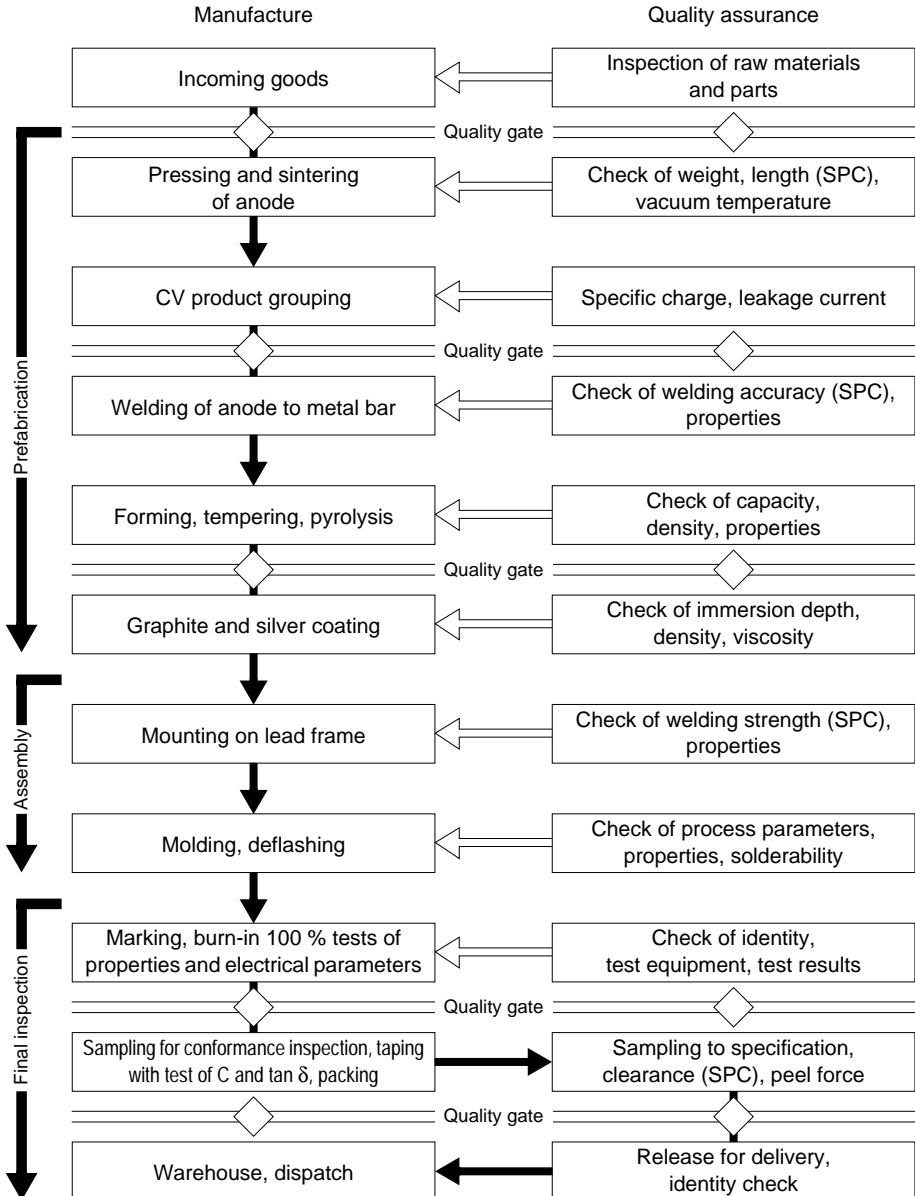 Manufacture
Quality assurance
Incoming goods
Inspection of raw materials
and parts
Quality gate
Pressing and sintering
of anode
Check of weight, length (SPC),
vacuum temperature
CV product grouping
Specific charge, leakage current
Quality gate
Welding of anode to metal bar
Check of welding accuracy (SPC),
properties
Forming, tempering, pyrolysis
Check of capacity,
density, properties
Quality gate
Graphite and silver coating
Check of immersion depth,
density, viscosity
Prefabrication
Mounting on lead frame
Check of welding strength (SPC),
properties
Molding, deflashing
Check of process parameters,
properties, solderability
Assembly
Marking, burn-in 100 % tests of
properties and electrical parameters
Check of identity,
test equipment, test results
Quality gate
Sampling for conformance inspection, taping
with test of C and tan δ, packing
Sampling to specification,
clearance (SPC), peel force
Quality gate
Warehouse, dispatch
Release for delivery,
identity check
Final inspection